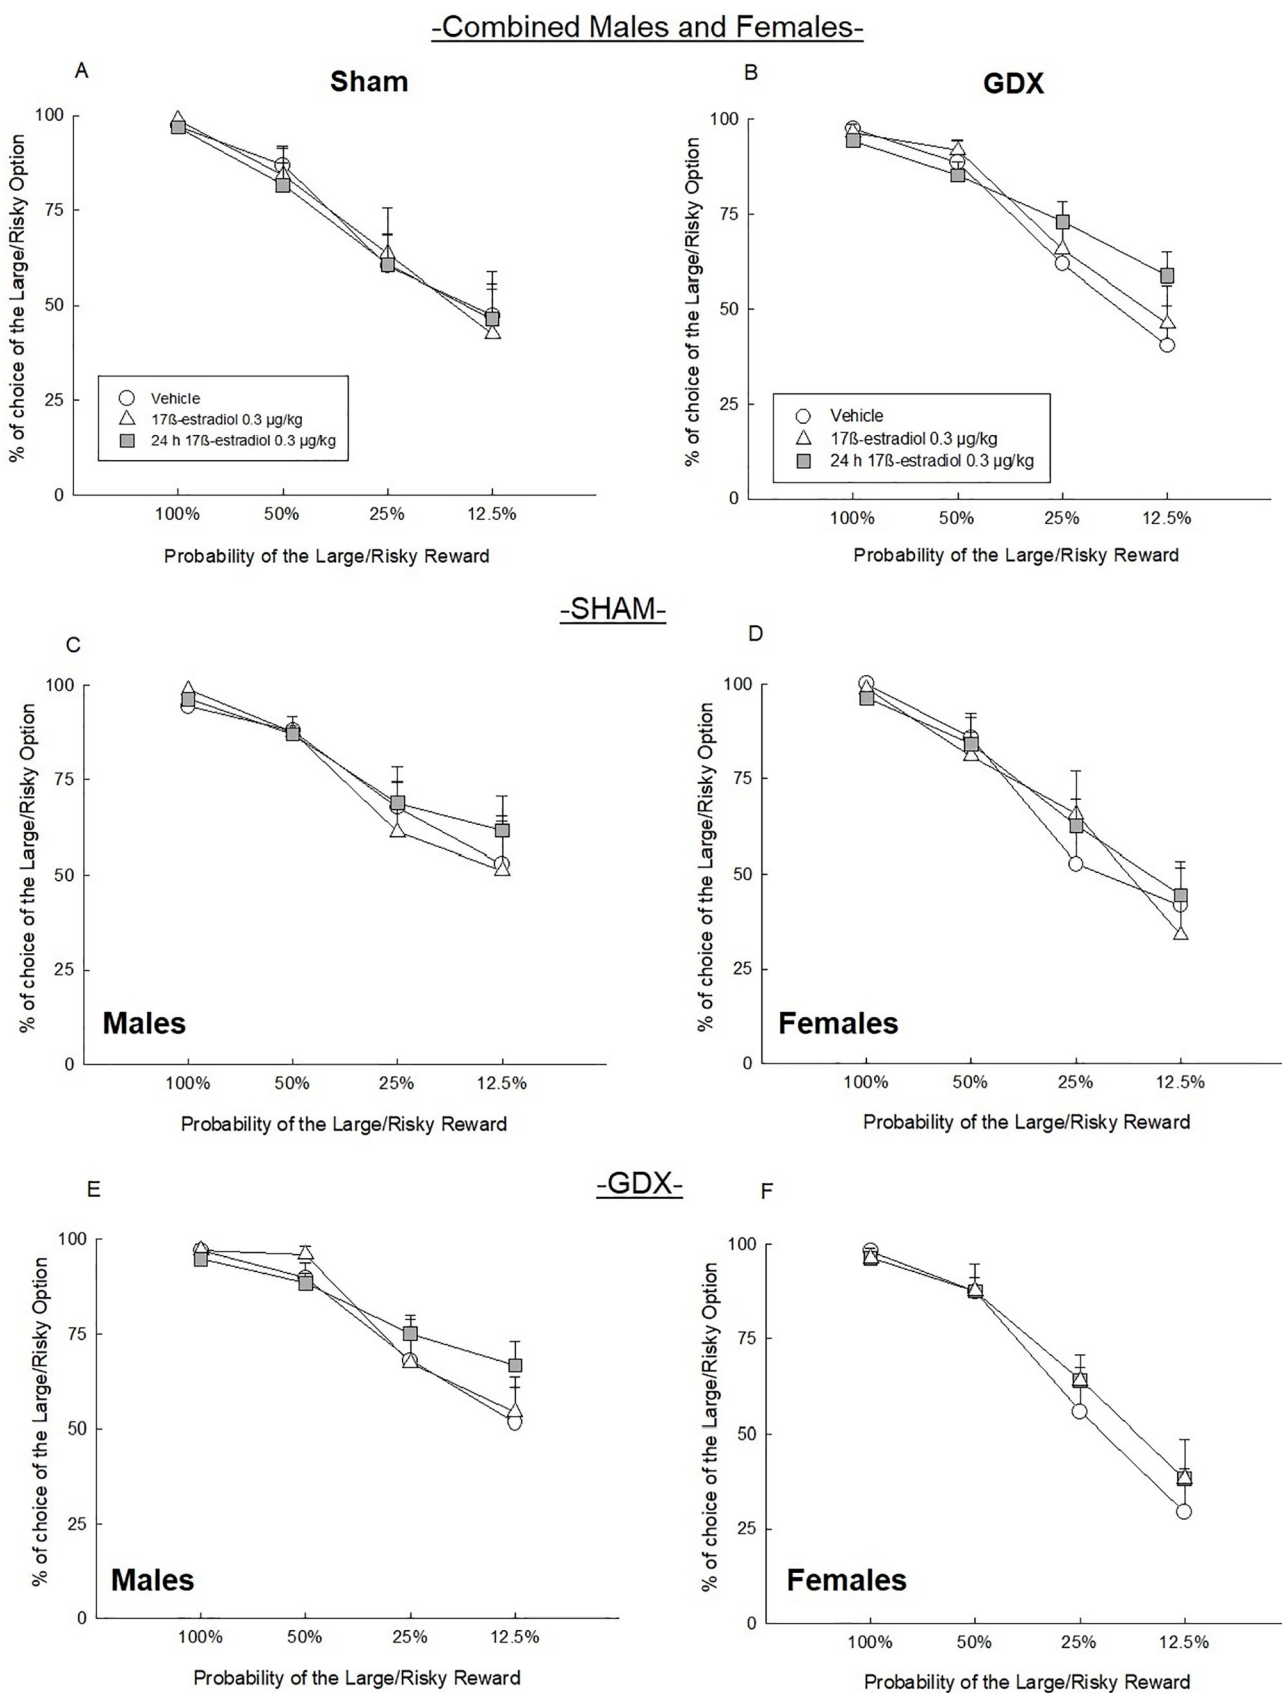 -Combined Males and Females-
A
Sham
% of choice of the Large/Risky Option
100
75
50
25
0
Vehicle
17ß-estradiol 0.3 µg/kg
24 h 17ß-estradiol 0.3 µg/kg
100% 50% 25% 12.5%
Probability of the Large/Risky Reward
B
GDX
% of choice of the Large/Risky Option
100
75
50
25
0
Vehicle
17ß-estradiol 0.3 µg/kg
24 h 17ß-estradiol 0.3 µg/kg
100% 50% 25% 12.5%
Probability of the Large/Risky Reward
-SHAM-
C
% of choice of the Large/Risky Option
100
75
50
25
0
Males
100% 50% 25% 12.5%
Probability of the Large/Risky Reward
D
% of choice of the Large/Risky Option
100
75
50
25
0
Females
100% 50% 25% 12.5%
Probability of the Large/Risky Reward
-GDX-
E
% of choice of the Large/Risky Option
100
75
50
25
0
Males
100% 50% 25% 12.5%
Probability of the Large/Risky Reward
F
% of choice of the Large/Risky Option
100
75
50
25
0
Females
100% 50% 25% 12.5%
Probability of the Large/Risky Reward